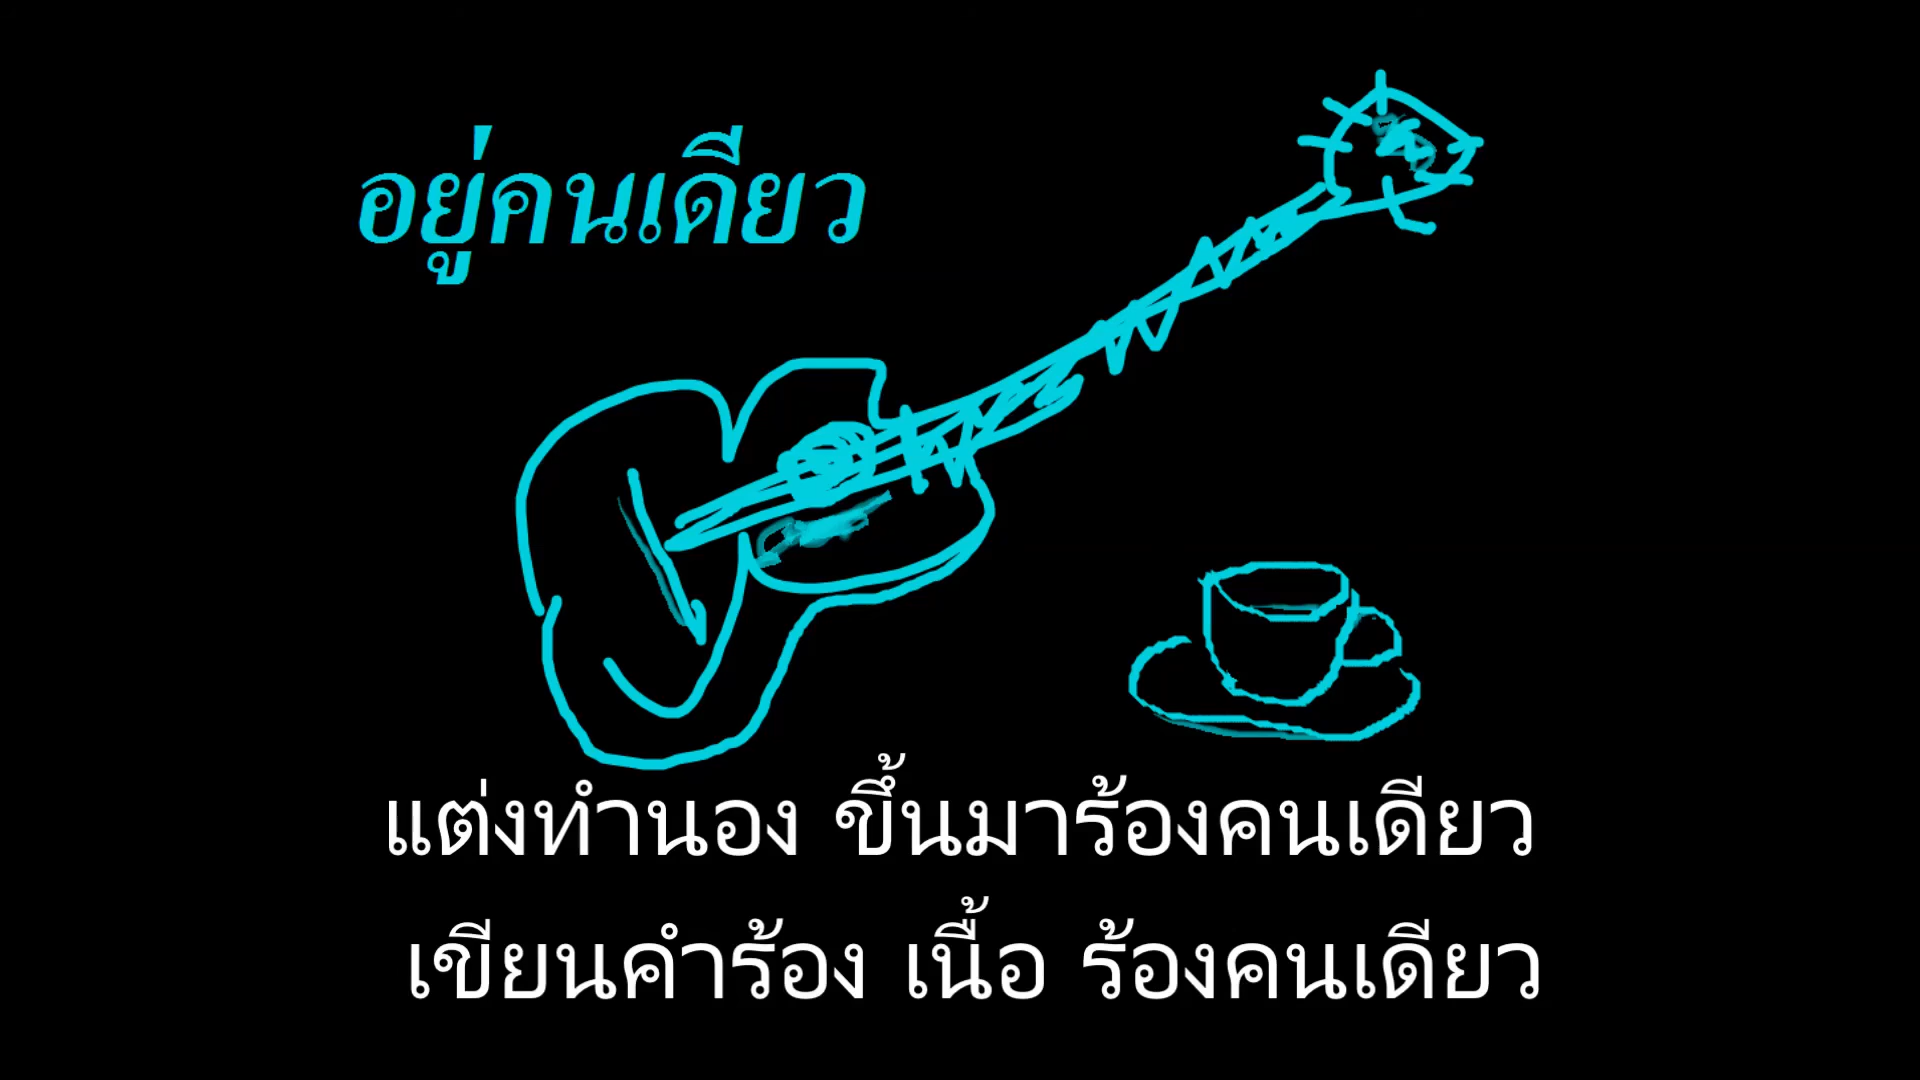 อยู่คนเดียว
แต่งทำนอง ขึ้นมาร้องคนเดียว
เขียนคำร้อง เนื้อ ร้องคนเดียว